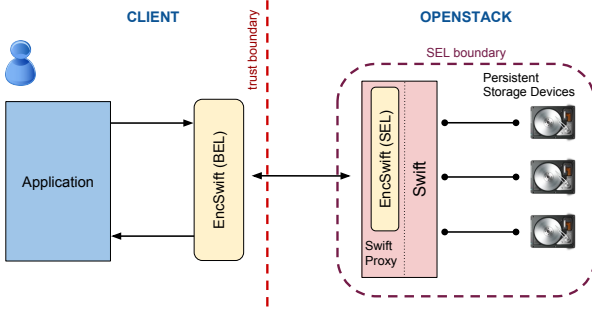 CLIENT
OPENSTACK
trust boundary
SEL boundary
Persistent
Storage Devices
Application
EncSwift (BEL)
EncSwift (SEL)
Swift
Swift
Proxy